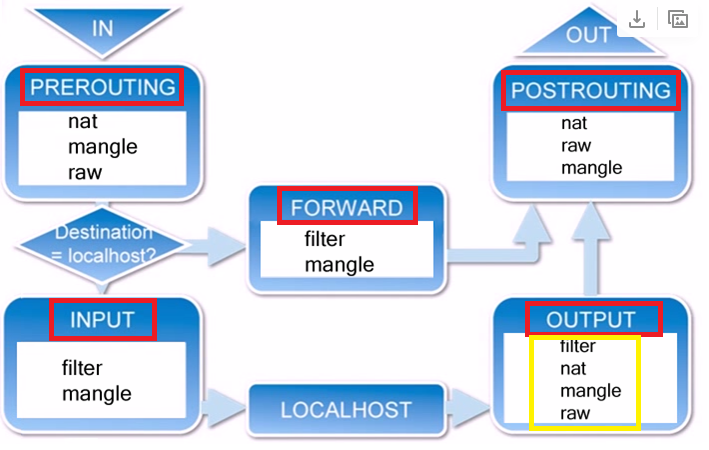 IN
PREROUTING
nat
mangle
raw
Destination
= localhost?
INPUT
filter
mangle
FORWARD
filter
mangle
LOCALHOST
OUT
POSTROUTING
nat
raw
mangle
OUTPUT
filter
nat
mangle
raw